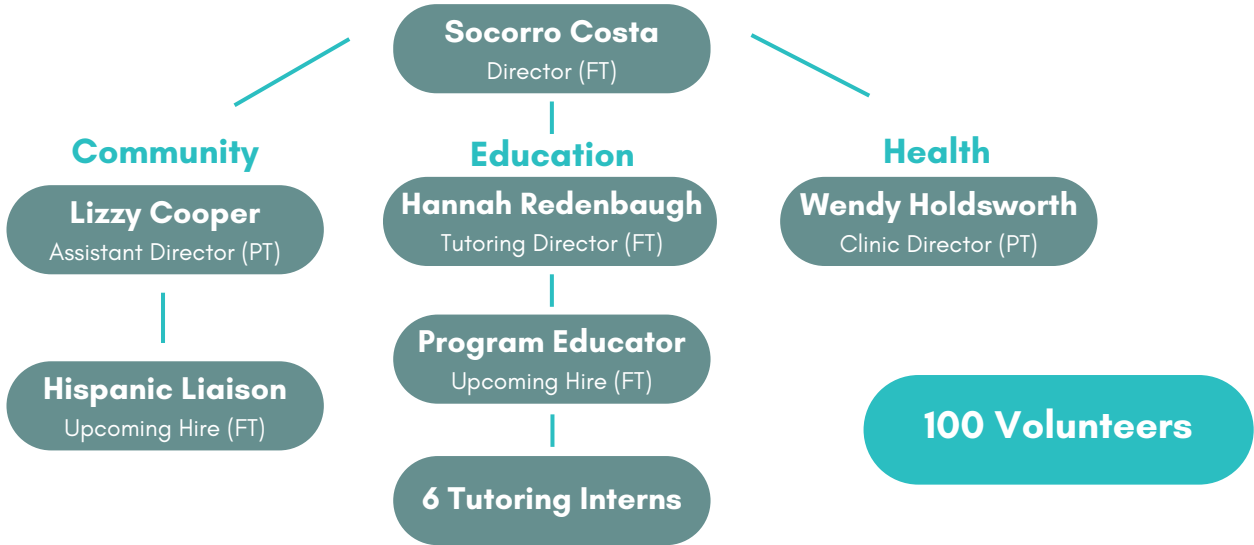 Socorro Costa
Director (FT)
Community
Education
Health
Lizzy Cooper
Assistant Director (PT)
Hannah Redenbaugh
Tutoring Director (FT)
Wendy Holdsworth
Clinic Director (PT)
Hispanic Liaison
Upcoming Hire (FT)
Program Educator
Upcoming Hire (FT)
100 Volunteers
6 Tutoring Interns